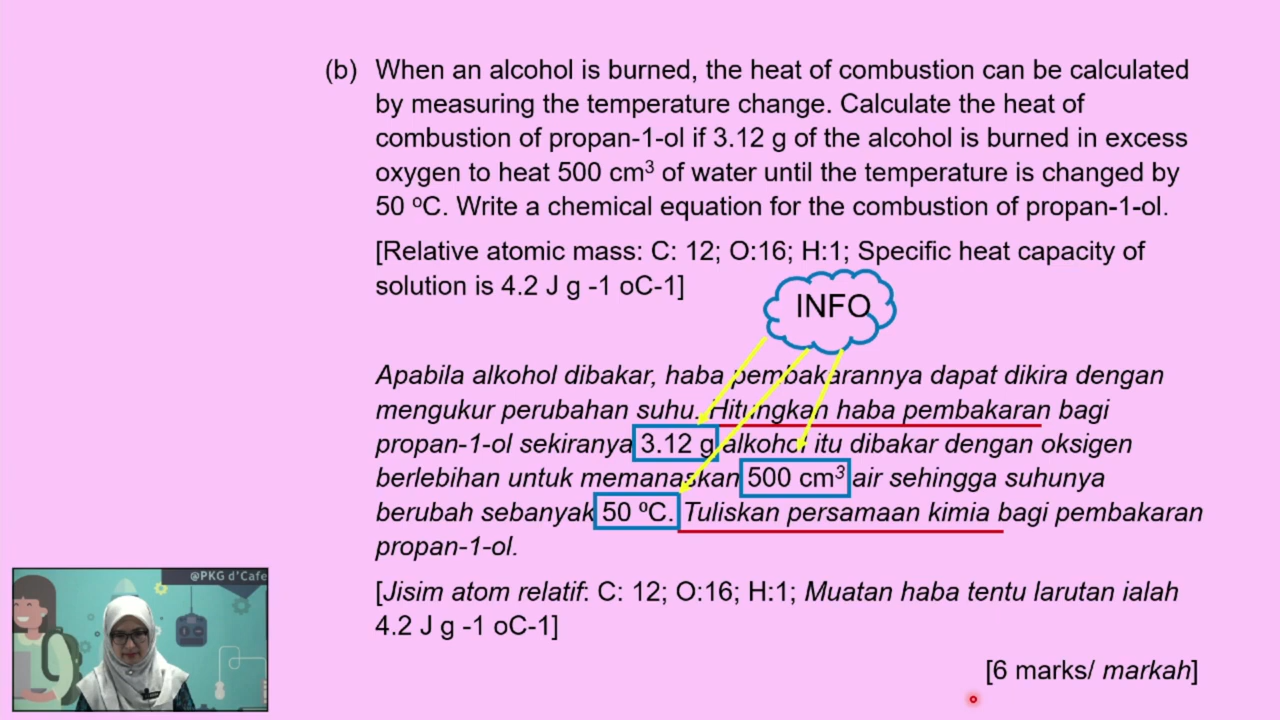 (b) When an alcohol is burned, the heat of combustion can be calculated
by measuring the temperature change. Calculate the heat of
combustion of propan-1-ol if 3.12 g of the alcohol is burned in excess
oxygen to heat 500 cm³ of water until the temperature is changed by
50 ºC. Write a chemical equation for the combustion of propan-1-ol.
[Relative atomic mass: C: 12; O:16; H:1; Specific heat capacity of
solution is 4.2 J g -1 oC-1]
INFO
Apabila alkohol dibakar, haba pembakarannya dapat dikira dengan
mengukur perubahan suhu. Hitungkan haba pembakaran bagi
propan-1-ol sekiranya 3.12 g alkohol itu dibakar dengan oksigen
berlebihan untuk memanaskan 500 cm³ air sehingga suhunya
berubah sebanyak 50 ºC. Tuliskan persamaan kimia bagi pembakaran
propan-1-ol.
[Jisim atom relatif: C: 12; O:16; H:1; Muatan haba tentu larutan ialah
4.2 J g -1 oC-1]
[6 marks/ markah]
@PKG d'Cafe